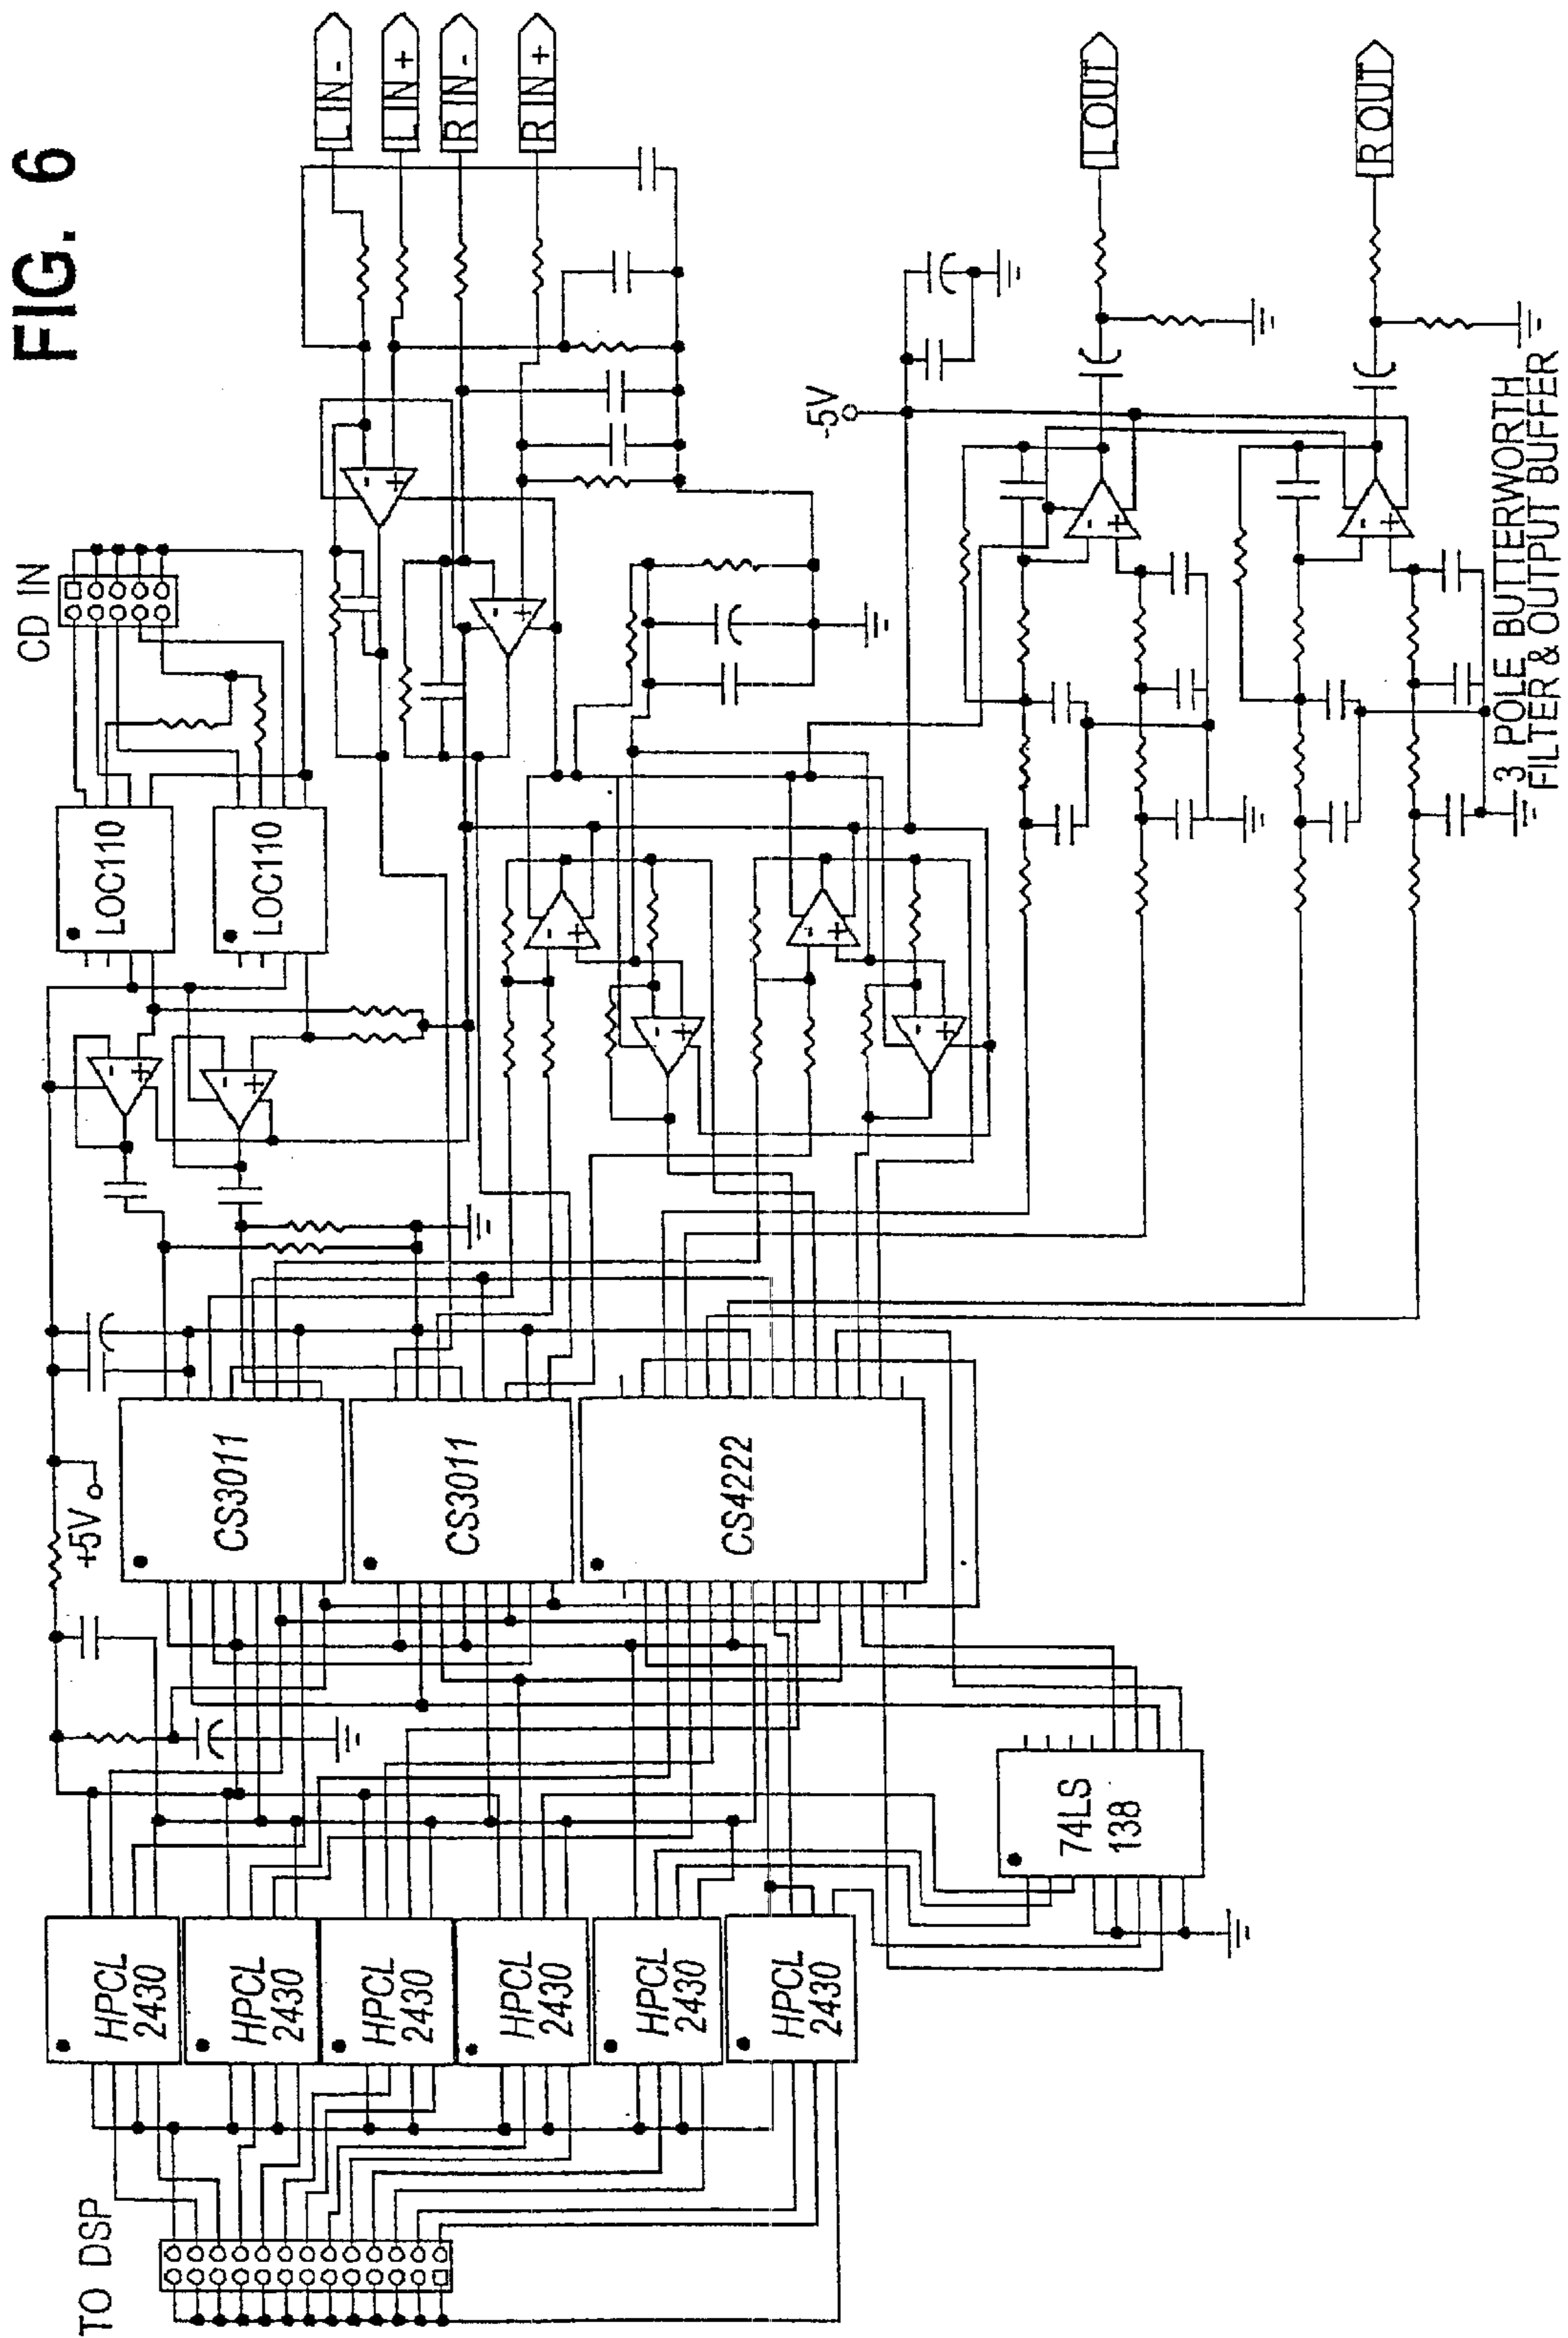 FIG. 6
L IN -
L IN +
R IN -
R IN +
CD IN
LOC110
LOC110
+5V
-5V
CS3011
CS3011
CS4222
L OUT
R OUT
3 POLE BUTTERWORTH
FILTER & OUTPUT BUFFER
74LS
138
HPCL
2430
HPCL
2430
HPCL
2430
HPCL
2430
HPCL
2430
HPCL
2430
TO DSP